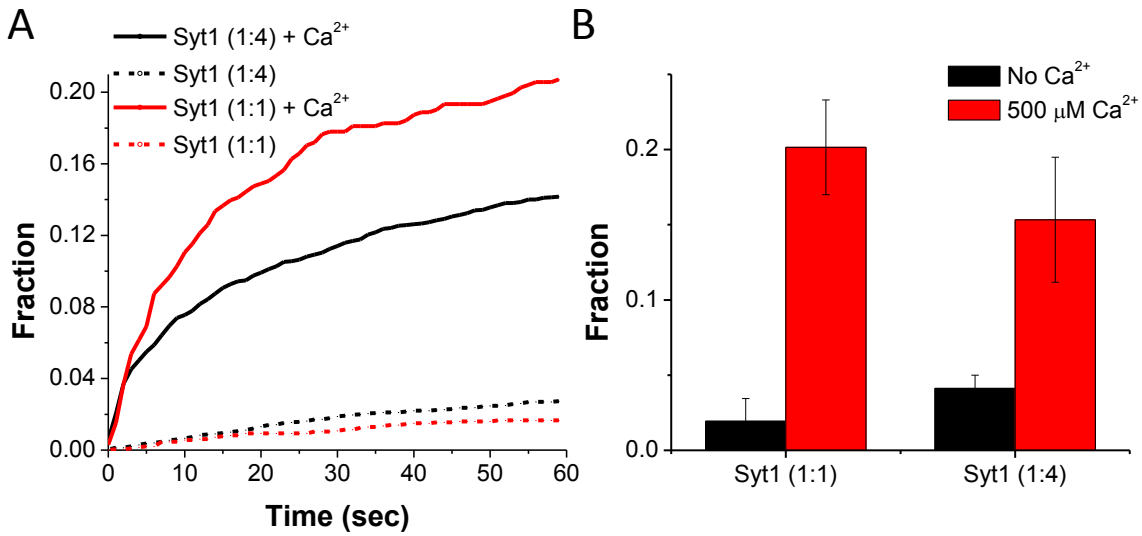 A
Syt1 (1:4) + Ca²⁺
Syt1 (1:4)
Syt1 (1:1) + Ca²⁺
Syt1 (1:1)
0.20
0.16
0.12
0.08
0.04
0.00
Fraction
0 10 20 30 40 50 60
Time (sec)
B
No Ca²⁺
500 µM Ca²⁺
0.2
0.1
0.0
Fraction
Syt1 (1:1) Syt1 (1:4)